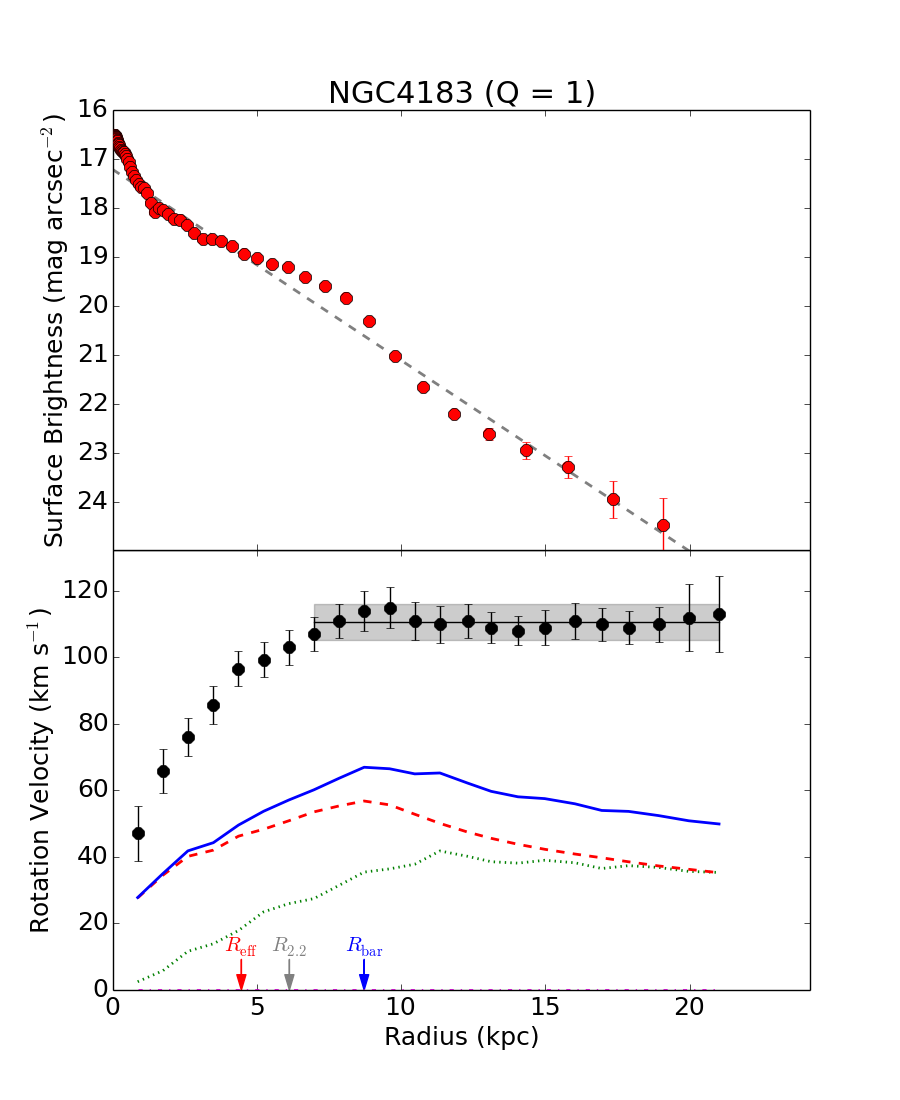 NGC4183 (Q = 1)
16
17
18
19
20
21
22
23
24
Surface Brightness (mag arcsec⁻²)
120
100
80
60
40
20
0
Rotation Velocity (km s⁻¹)
R_eff R_2.2 R_bar
0 5 10 15 20
Radius (kpc)